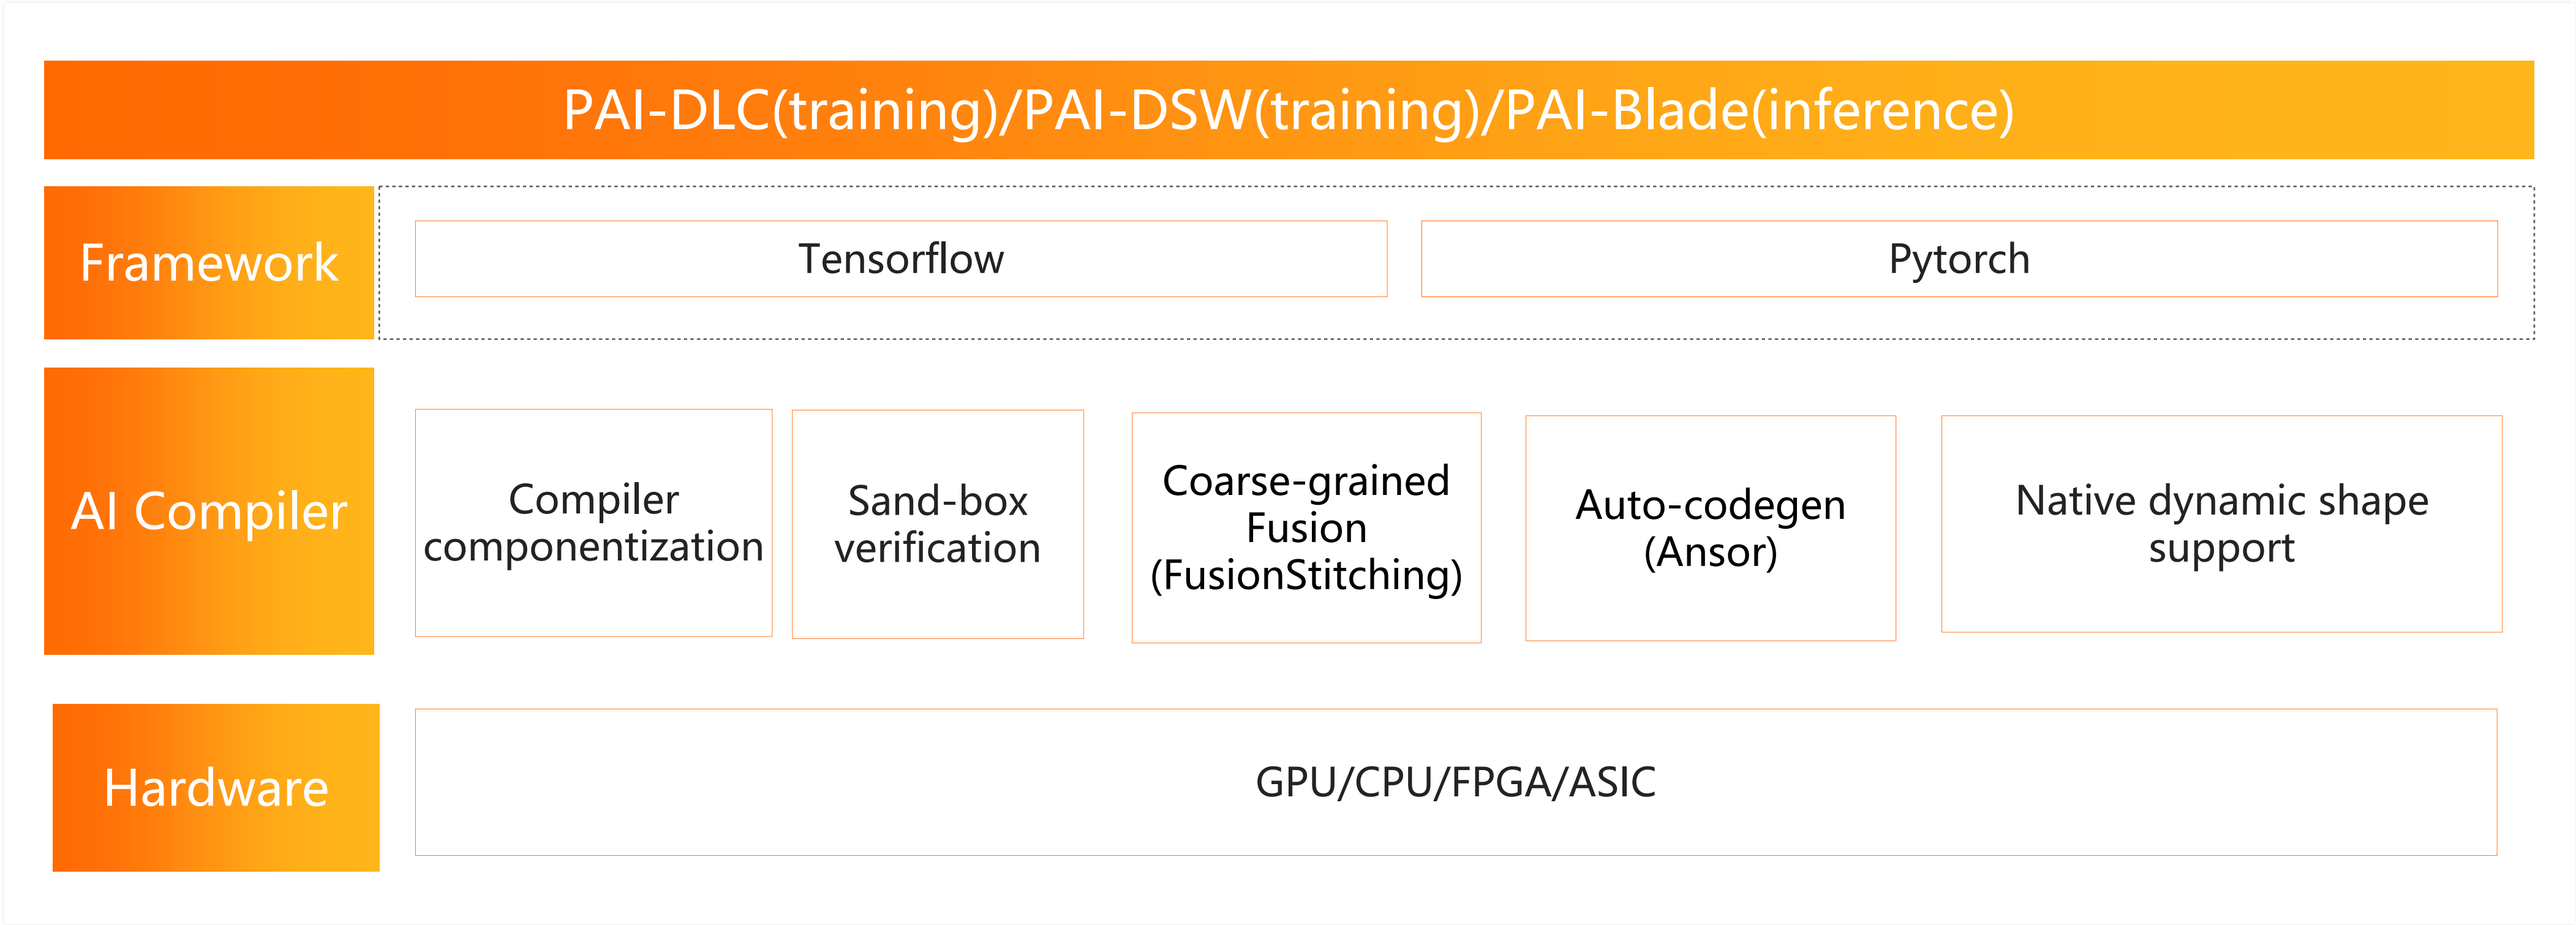 PAI-DLC(training)/PAI-DSW(training)/PAI-Blade(inference)
Framework
Tensorflow
Pytorch
AI Compiler
Compiler
componentization
Sand-box
verification
Coarse-grained
Fusion
(FusionStitching)
Auto-codegen
(Ansor)
Native dynamic shape
support
Hardware
GPU/CPU/FPGA/ASIC